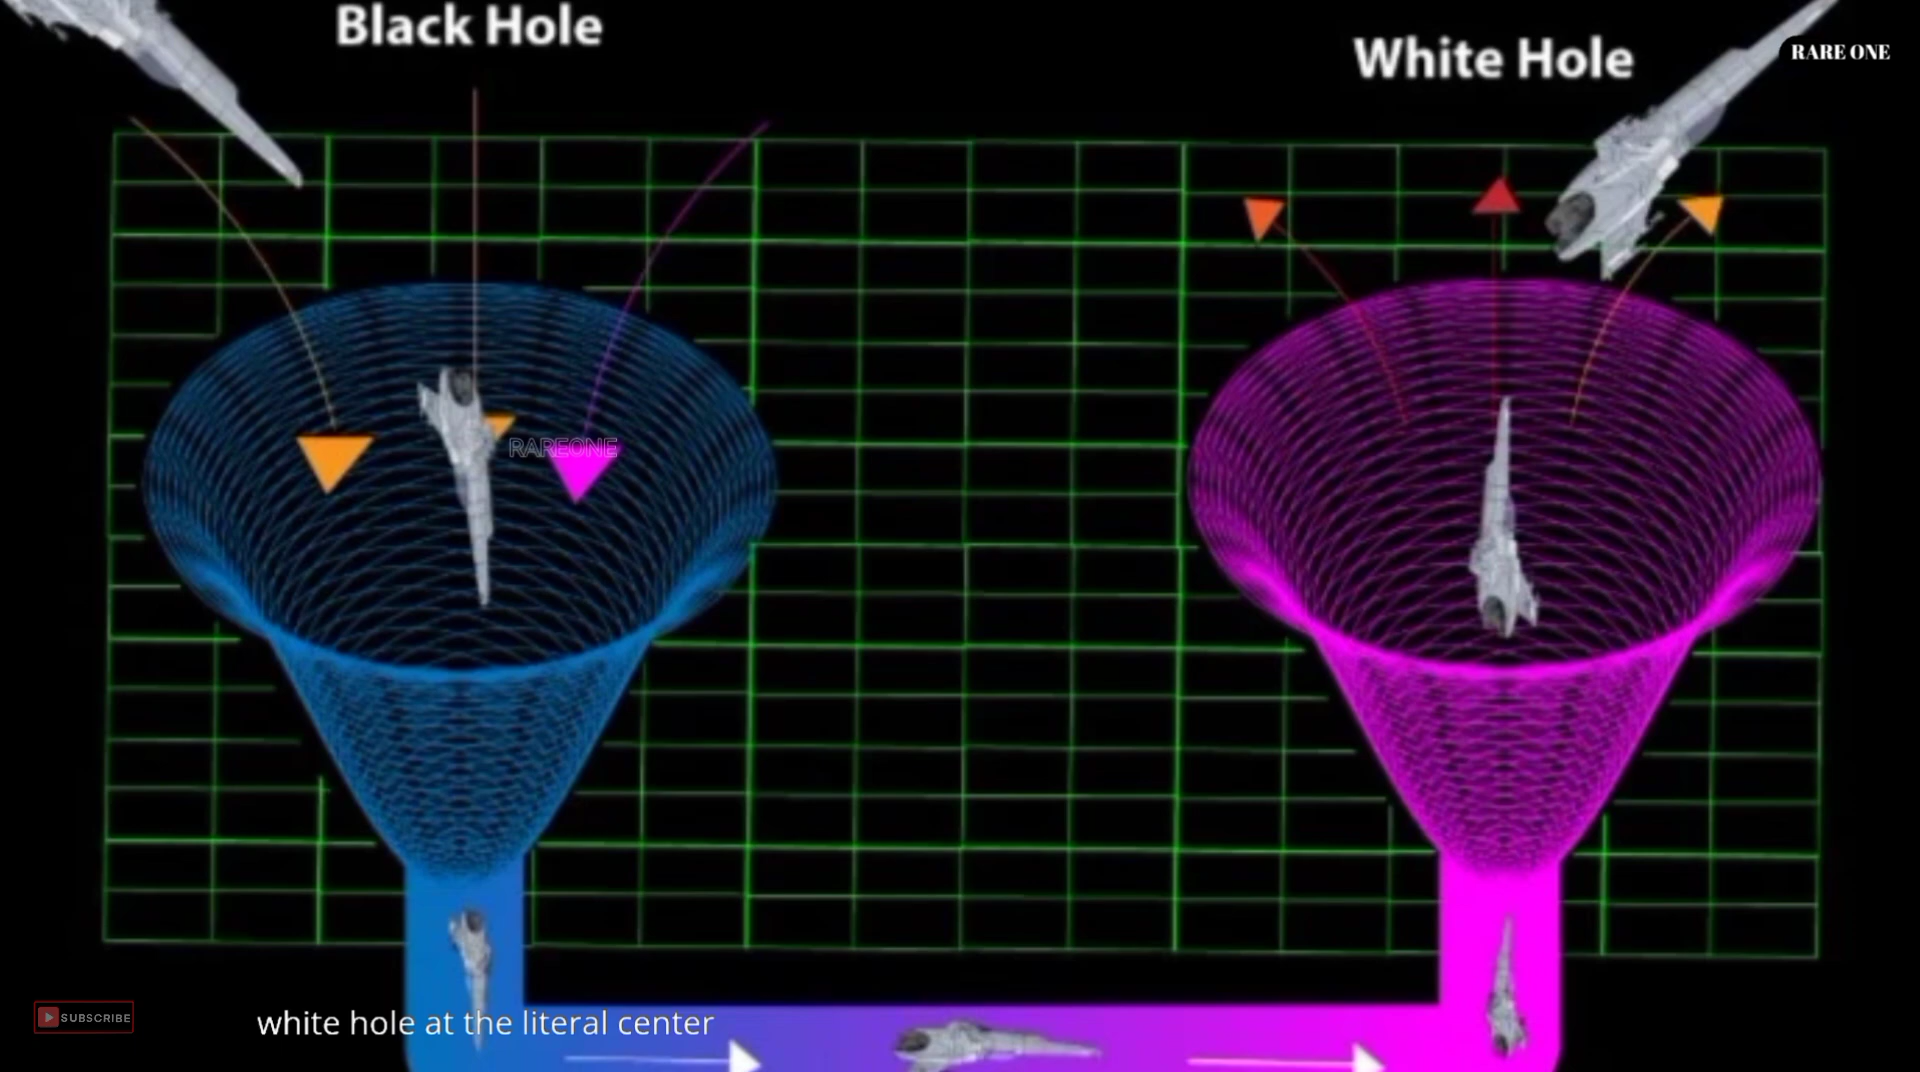 Black Hole
White Hole
RARE ONE
RAREONE
SUBSCRIBE
white hole at the literal center